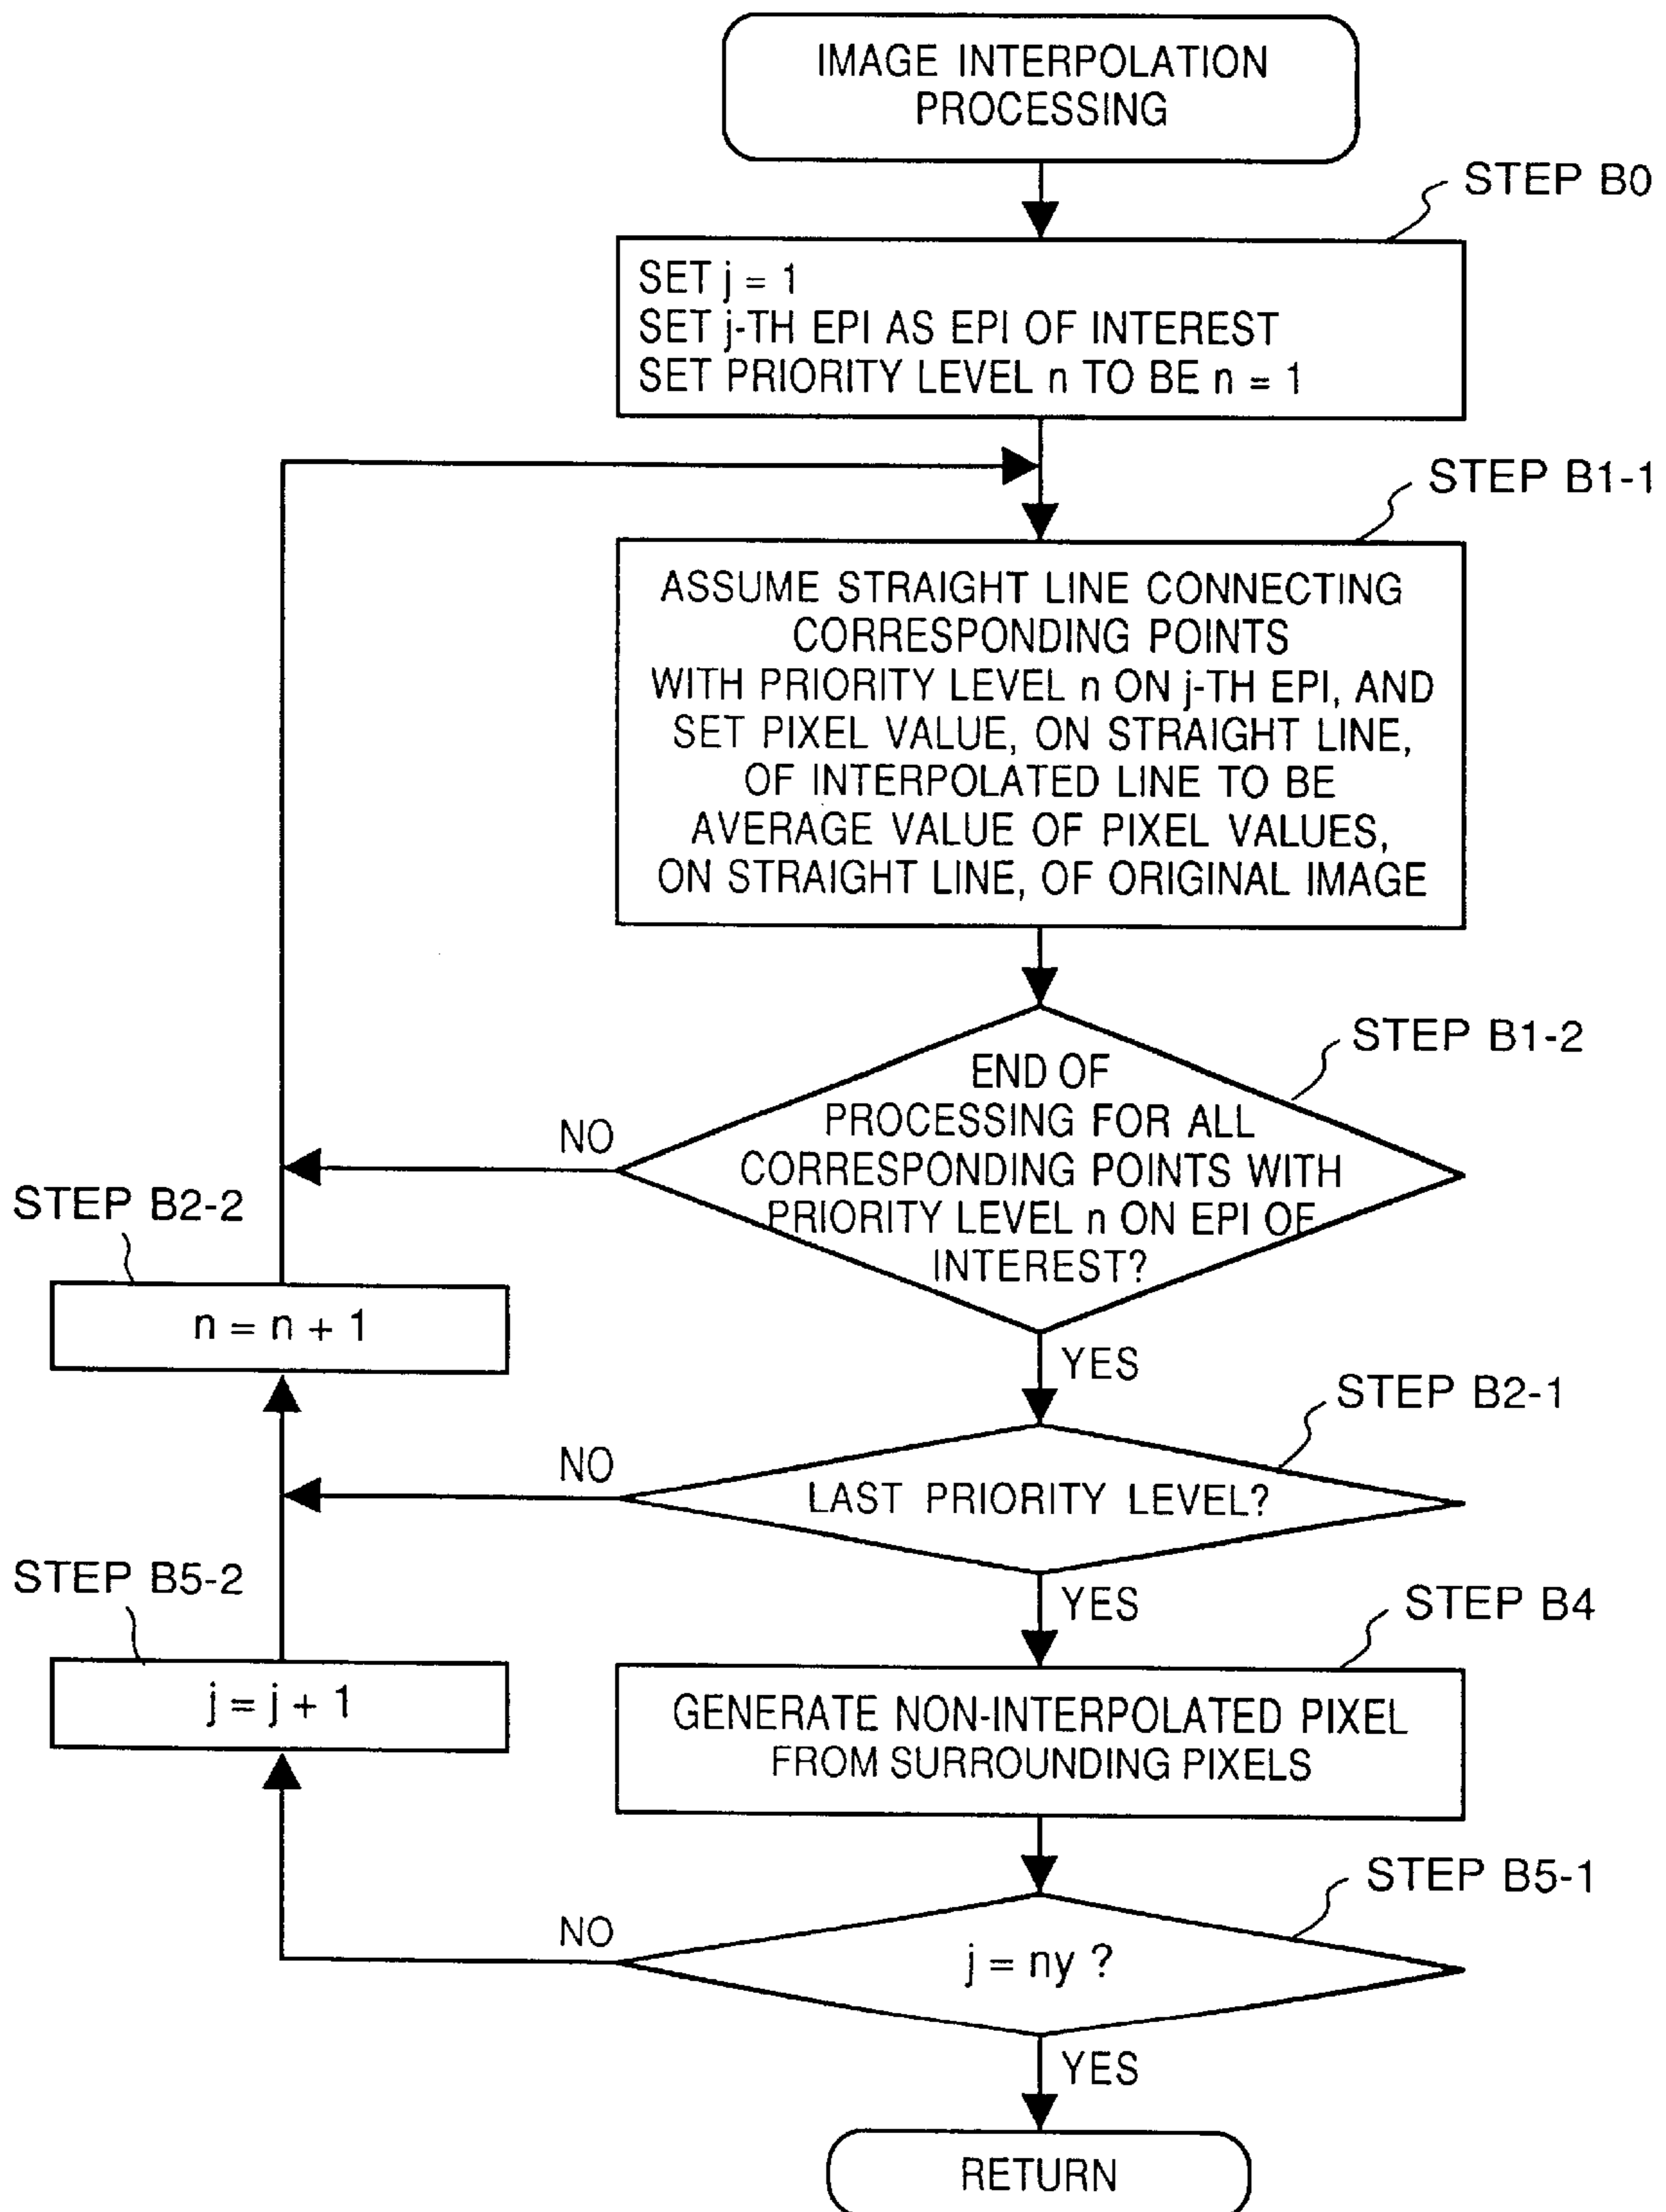 IMAGE INTERPOLATION
PROCESSING
STEP B0
SET j = 1
SET j-TH EPI AS EPI OF INTEREST
SET PRIORITY LEVEL n TO BE n = 1
STEP B1-1
ASSUME STRAIGHT LINE CONNECTING
CORRESPONDING POINTS
WITH PRIORITY LEVEL n ON j-TH EPI, AND
SET PIXEL VALUE, ON STRAIGHT LINE,
OF INTERPOLATED LINE TO BE
AVERAGE VALUE OF PIXEL VALUES,
ON STRAIGHT LINE, OF ORIGINAL IMAGE
STEP B1-2
END OF
PROCESSING FOR ALL
CORRESPONDING POINTS WITH
PRIORITY LEVEL n ON EPI OF
INTEREST?
NO
STEP B2-2
n = n + 1
YES
STEP B2-1
NO
LAST PRIORITY LEVEL?
STEP B5-2
j = j + 1
YES
STEP B4
GENERATE NON-INTERPOLATED PIXEL
FROM SURROUNDING PIXELS
STEP B5-1
NO
j = ny ?
YES
RETURN